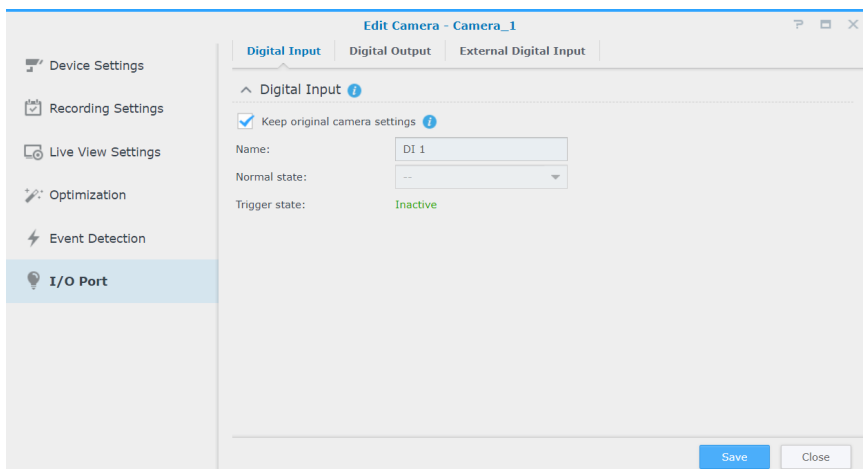 Edit Camera - Camera_1
Device Settings
Recording Settings
Live View Settings
Optimization
Event Detection
I/O Port
Digital Input Digital Output External Digital Input
Digital Input
Keep original camera settings
Name: DI 1
Normal state: --
Trigger state: Inactive
Save Close